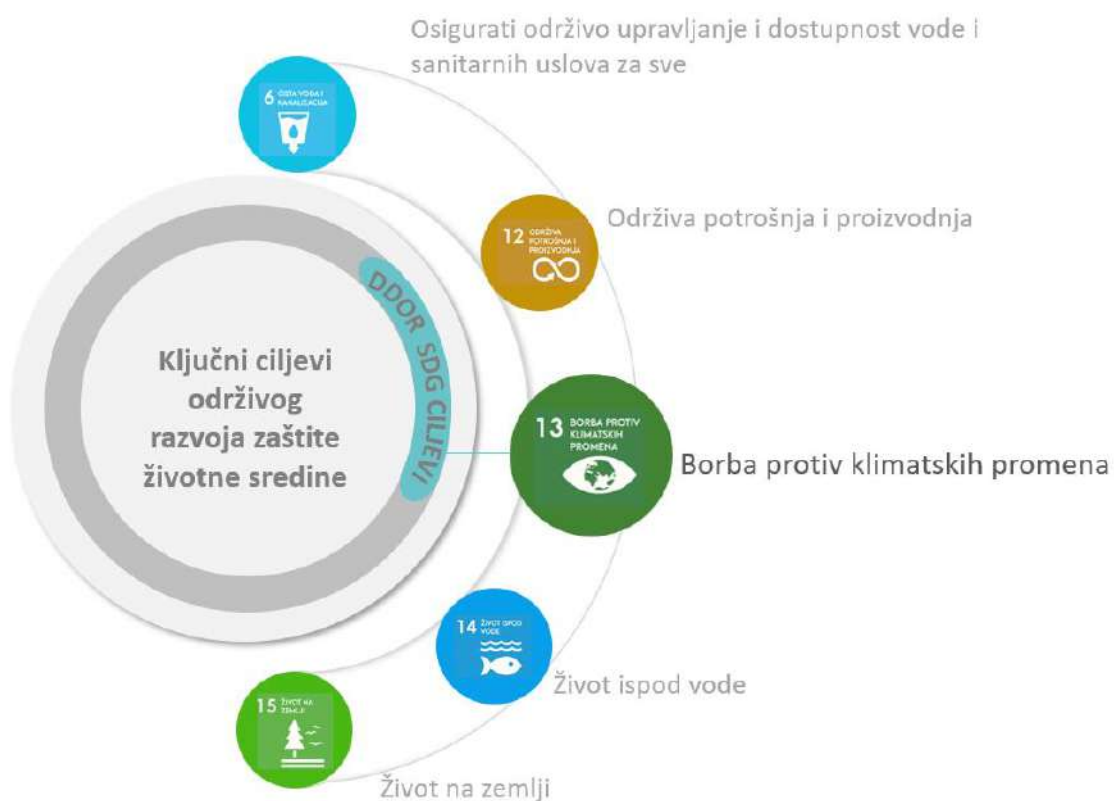 Osigurati održivo upravljanje i dostupnost vode i
sanitarnih uslova za sve
6 ČISTA VODA I
KANALIZACIJA
12 ODRŽIVA
POTROŠNJA I
PROIZVODNJA
Održiva potrošnja i proizvodnja
DDOR SDG CILJEVI
Ključni ciljevi
održivog
razvoja zaštite
životne sredine
13 BORBA PROTIV
KLIMATSKIH
PROMENA
Borba protiv klimatskih promena
14 ŽIVOT ISPOD
VODE
Život ispod vode
15 ŽIVOT NA
ZEMLJI
Život na zemlji